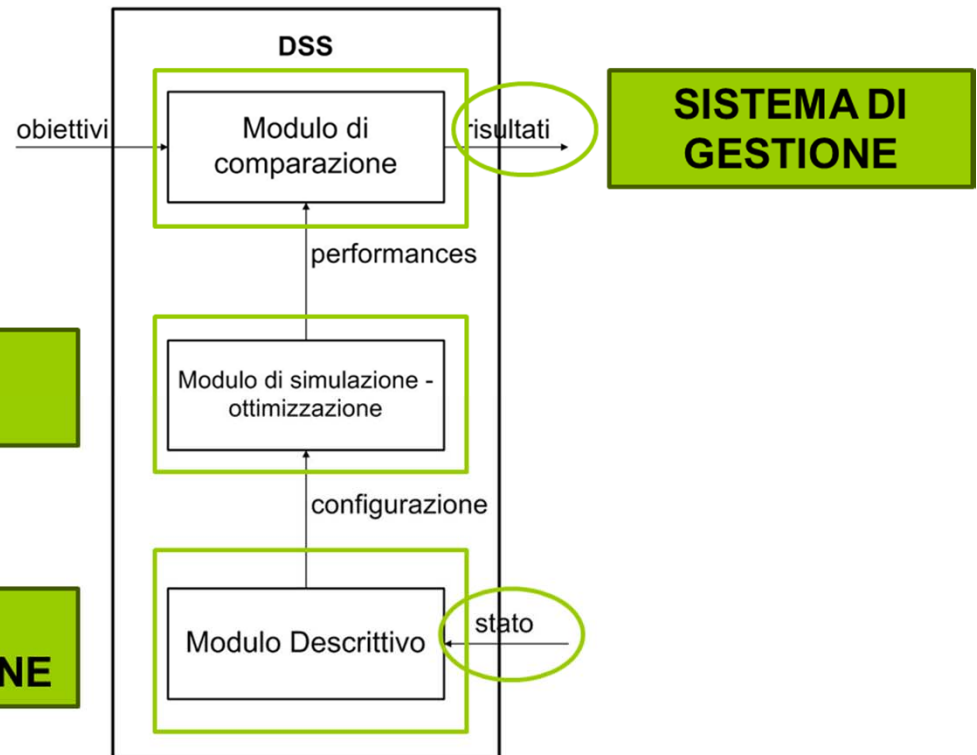 DSS
obiettivi
Modulo di
comparazione
risultati
SISTEMA DI
GESTIONE
performances
Modulo di simulazione -
ottimizzazione
configurazione
Modulo Descrittivo
stato
NE